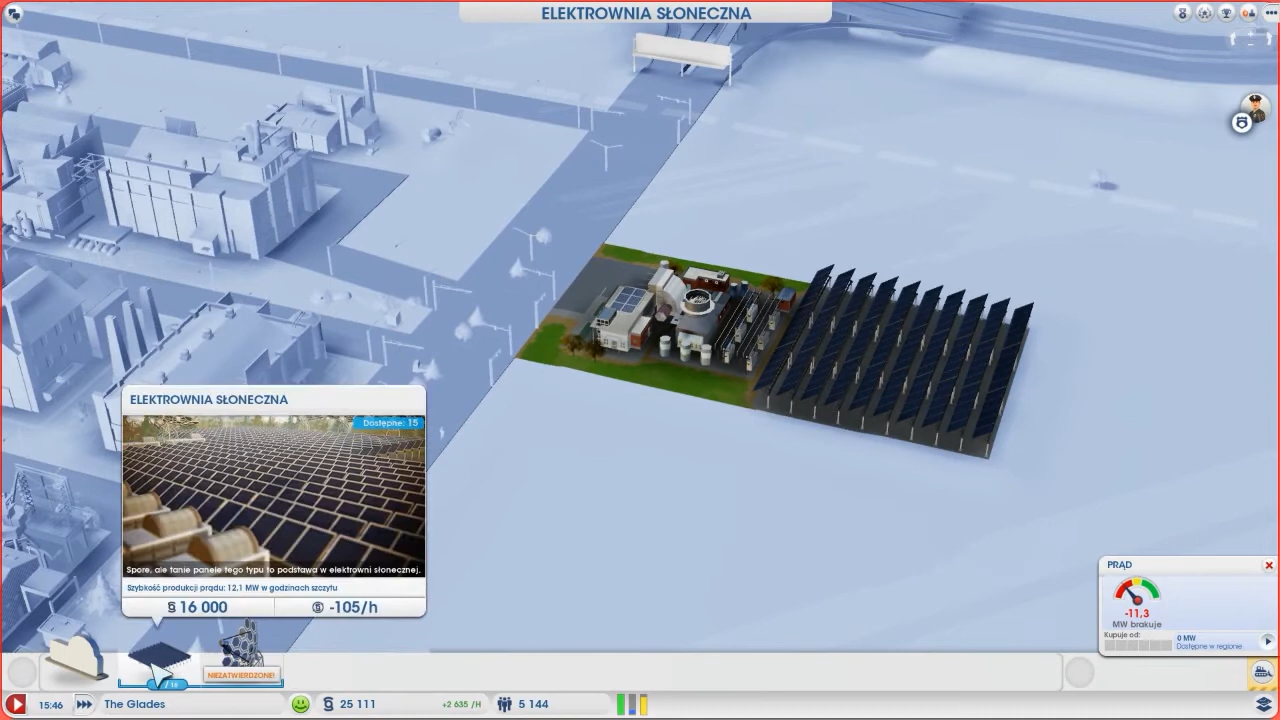 ELEKTROWNIA SŁONECZNA
ELEKTROWNIA SŁONECZNA
Dostępne: 15
Spore, ale tanie panele tego typu to podstawa w elektrowni słonecznej.
Szybkość produkcji prądu: 12,1 MW w godzinach szczytu
16 000
-105/h
PRĄD
-11,3
MW brakuje
Kupuje od:
0 MW
Dostępne w regionie
NIEZATWIERDZONE!
15:46
The Glades
25 111
+2 635 /H
5 144